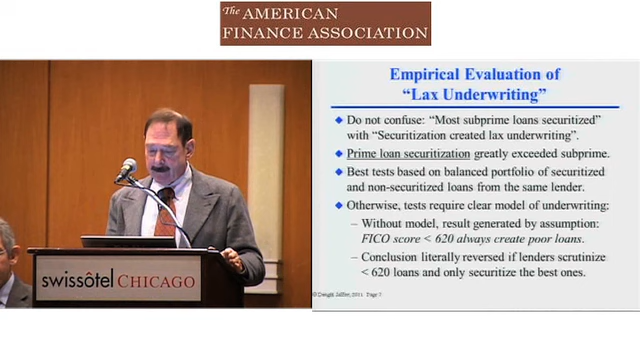 The AMERICAN
FINANCE ASSOCIATION
Empirical Evaluation of
“Lax Underwriting”
Do not confuse: “Most subprime loans securitized”
with “Securitization created lax underwriting”.
Prime loan securitization greatly exceeded subprime.
Best tests based on balanced portfolio of securitized
and non-securitized loans from the same lender.
Otherwise, tests require clear model of underwriting:
– Without model, result generated by assumption:
FICO score < 620 always create poor loans.
– Conclusion literally reversed if lenders scrutinize
< 620 loans and only securitize the best ones.
© Dwight Jaffee, 2011 Page 7
swissôtel CHICAGO